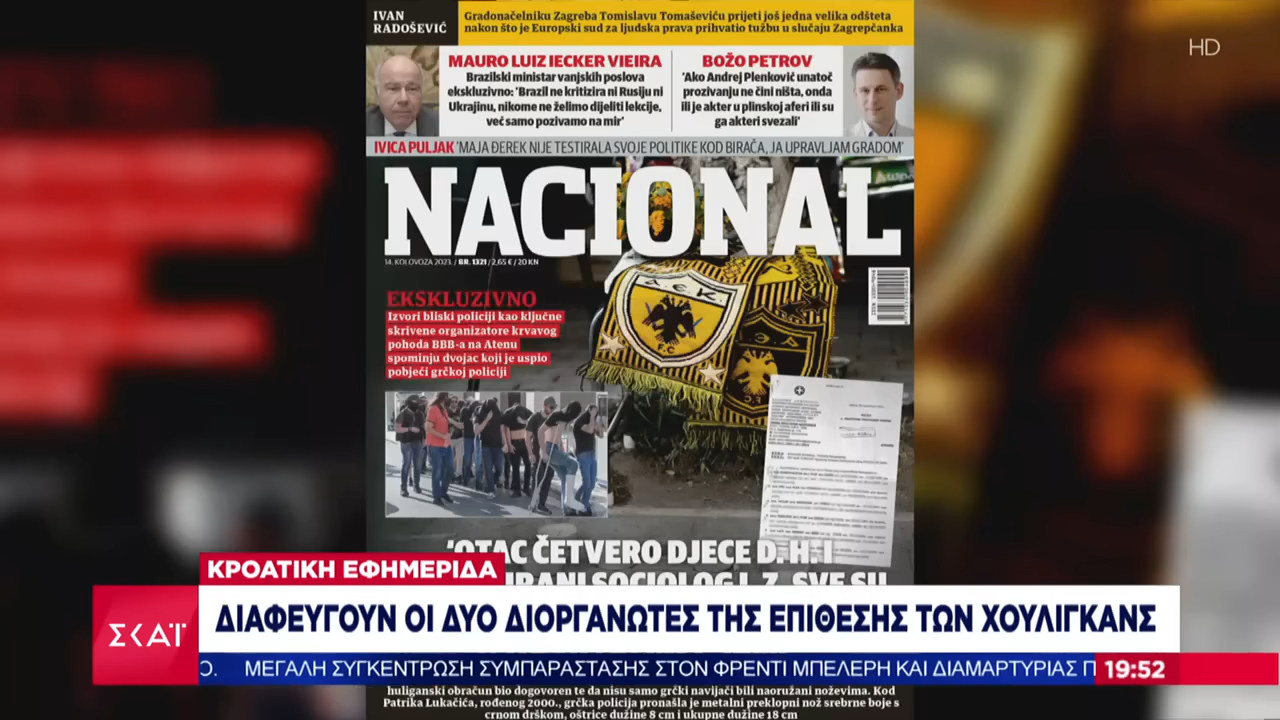 IVAN
RADOŠEVIĆ
Gradonačelniku Zagreba Tomislavu Tomaševiću prijeti još jedna velika odšteta
nakon što je Europski sud za ljudska prava prihvatio tužbu u slučaju Zagrepčanka
HD
MAURO LUIZ IECKER VIEIRA
Brazilski ministar vanjskih poslova
ekskluzivno: 'Brazil ne kritizira ni Rusiju ni
Ukrajinu, nikome ne želimo dijeliti lekcije,
već samo pozivamo na mir'
BOŽO PETROV
'Ako Andrej Plenković unatoč
prozivanju ne čini ništa, onda
ili je akter u plinskoj aferi ili su
ga akteri svezali'
IVICA PULJAK 'MAJA ĐEREK NIJE TESTIRALA SVOJE POLITIKE KOD BIRAČA, JA UPRAVLJAM GRADOM'
NACIONAL
14. KOLOVOZA 2023. / BR. 1321 / 2,65 € / 20 KN
EKSKLUZIVNO
Izvori bliski policiji kao ključne
skrivene organizatore krvavog
pohoda BBB-a na Atenu
spominju dvojac koji je uspio
pobjeći grčkoj policiji
Α.Ε.Κ.
F.C
'OTAC ČETVERO DJECE D. H. I
SOCIOLOG L. Z. SVE SU
ΚΡΟΑΤΙΚΗ ΕΦΗΜΕΡΙΔΑ
ΣΚΑΪ
ΔΙΑΦΕΥΓΟΥΝ ΟΙ ΔΥΟ ΔΙΟΡΓΑΝΩΤΕΣ ΤΗΣ ΕΠΙΘΕΣΗΣ ΤΩΝ ΧΟΥΛΙΓΚΑΝΣ
Ο. ΜΕΓΑΛΗ ΣΥΓΚΕΝΤΡΩΣΗ ΣΥΜΠΑΡΑΣΤΑΣΗΣ ΣΤΟΝ ΦΡΕΝΤΙ ΜΠΕΛΕΡΗ ΚΑΙ ΔΙΑΜΑΡΤΥΡΙΑΣ Π
19:52
huliganski obračun bio dogovoren te da nisu samo grčki navijači bili naoružani noževima. Kod
Patrika Lukačića, rođenog 2000., grčka policija pronašla je metalni preklopni nož srebrne boje s
crnom drškom, oštrice dužine 8 cm i ukupne dužine 18 cm